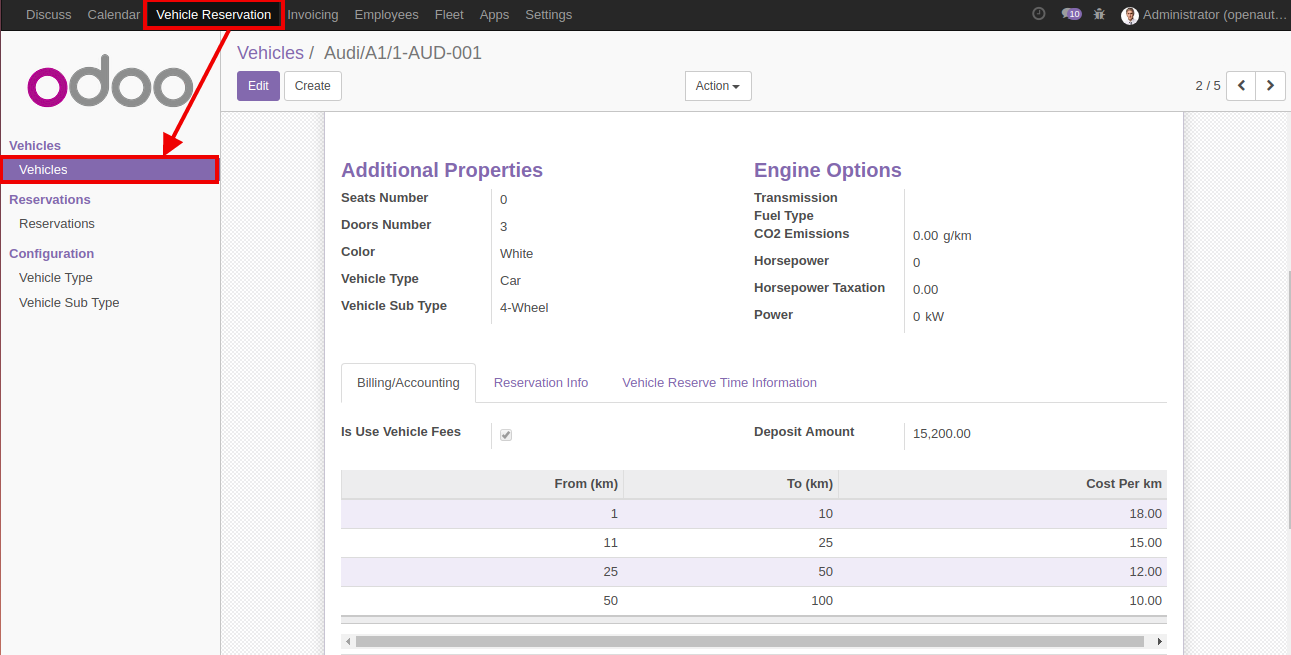 Discuss Calendar Vehicle Reservation Invoicing Employees Fleet Apps Settings 10 Administrator (openaut...
odoo
Vehicles / Audi/A1/1-AUD-001
Edit Create Action 2 / 5
Vehicles
Vehicles
Reservations
Reservations
Configuration
Vehicle Type
Vehicle Sub Type
Additional Properties
Seats Number 0
Doors Number 3
Color White
Vehicle Type Car
Vehicle Sub Type 4-Wheel
Engine Options
Transmission
Fuel Type
CO2 Emissions 0.00 g/km
Horsepower 0
Horsepower Taxation 0.00
Power 0 kW
Billing/Accounting Reservation Info Vehicle Reserve Time Information
Is Use Vehicle Fees Deposit Amount 15,200.00
From (km) To (km) Cost Per km
1 10 18.00
11 25 15.00
25 50 12.00
50 100 10.00